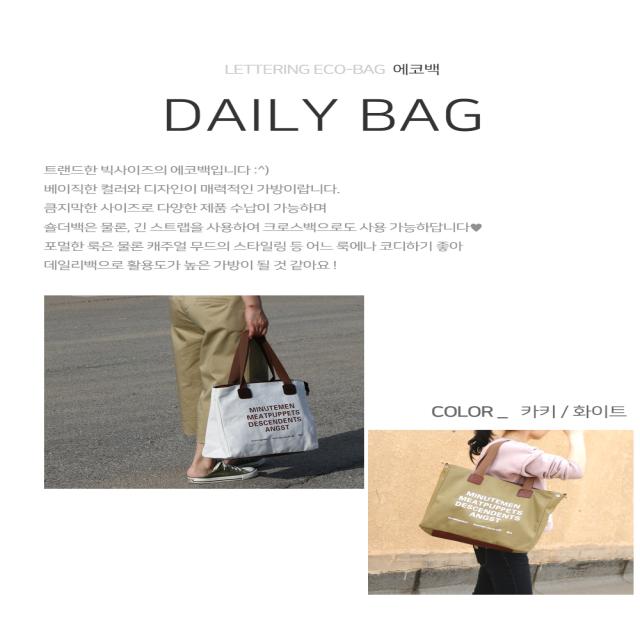 LETTERING ECO-BAG 에코백
DAILY BAG
트랜드한 빅사이즈의 에코백입니다 :^)
베이직한 컬러와 디자인이 매력적인 가방이랍니다.
큼지막한 사이즈로 다양한 제품 수납이 가능하며
숄더백은 물론, 긴 스트랩을 사용하여 크로스백으로도 사용 가능하답니다♥
포멀한 룩은 물론 캐주얼 무드의 스타일링 등 어느 룩에나 코디하기 좋아
데일리백으로 활용도가 높은 가방이 될 것 같아요 !
MINUTEMEN
MEATPUPPETS
DESCENDENTS
ANGST
COLOR _ 카키 / 화이트
MINUTEMEN
MEATPUPPETS
DESCENDENTS
ANGST